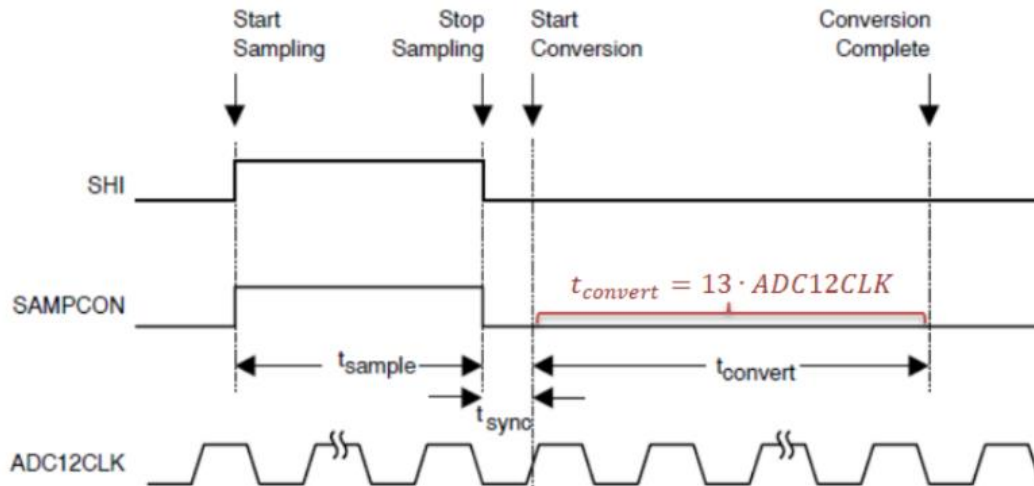 Start
Sampling
Stop
Sampling
Start
Conversion
Conversion
Complete
SHI
SAMPCON
t_convert = 13 · ADC12CLK
t_sample
t_convert
t_sync
ADC12CLK